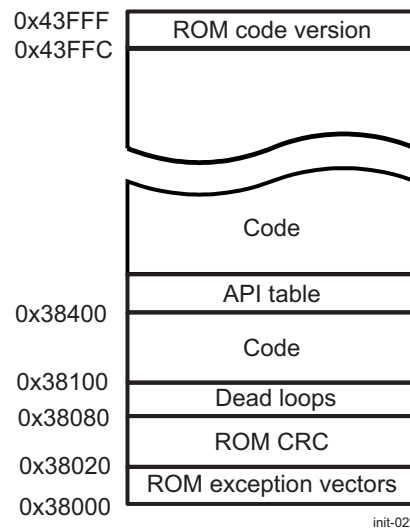 0x43FFF
ROM code version
0x43FFC
Code
API table
0x38400
Code
0x38100
Dead loops
0x38080
ROM CRC
0x38020
ROM exception vectors
0x38000
init-02